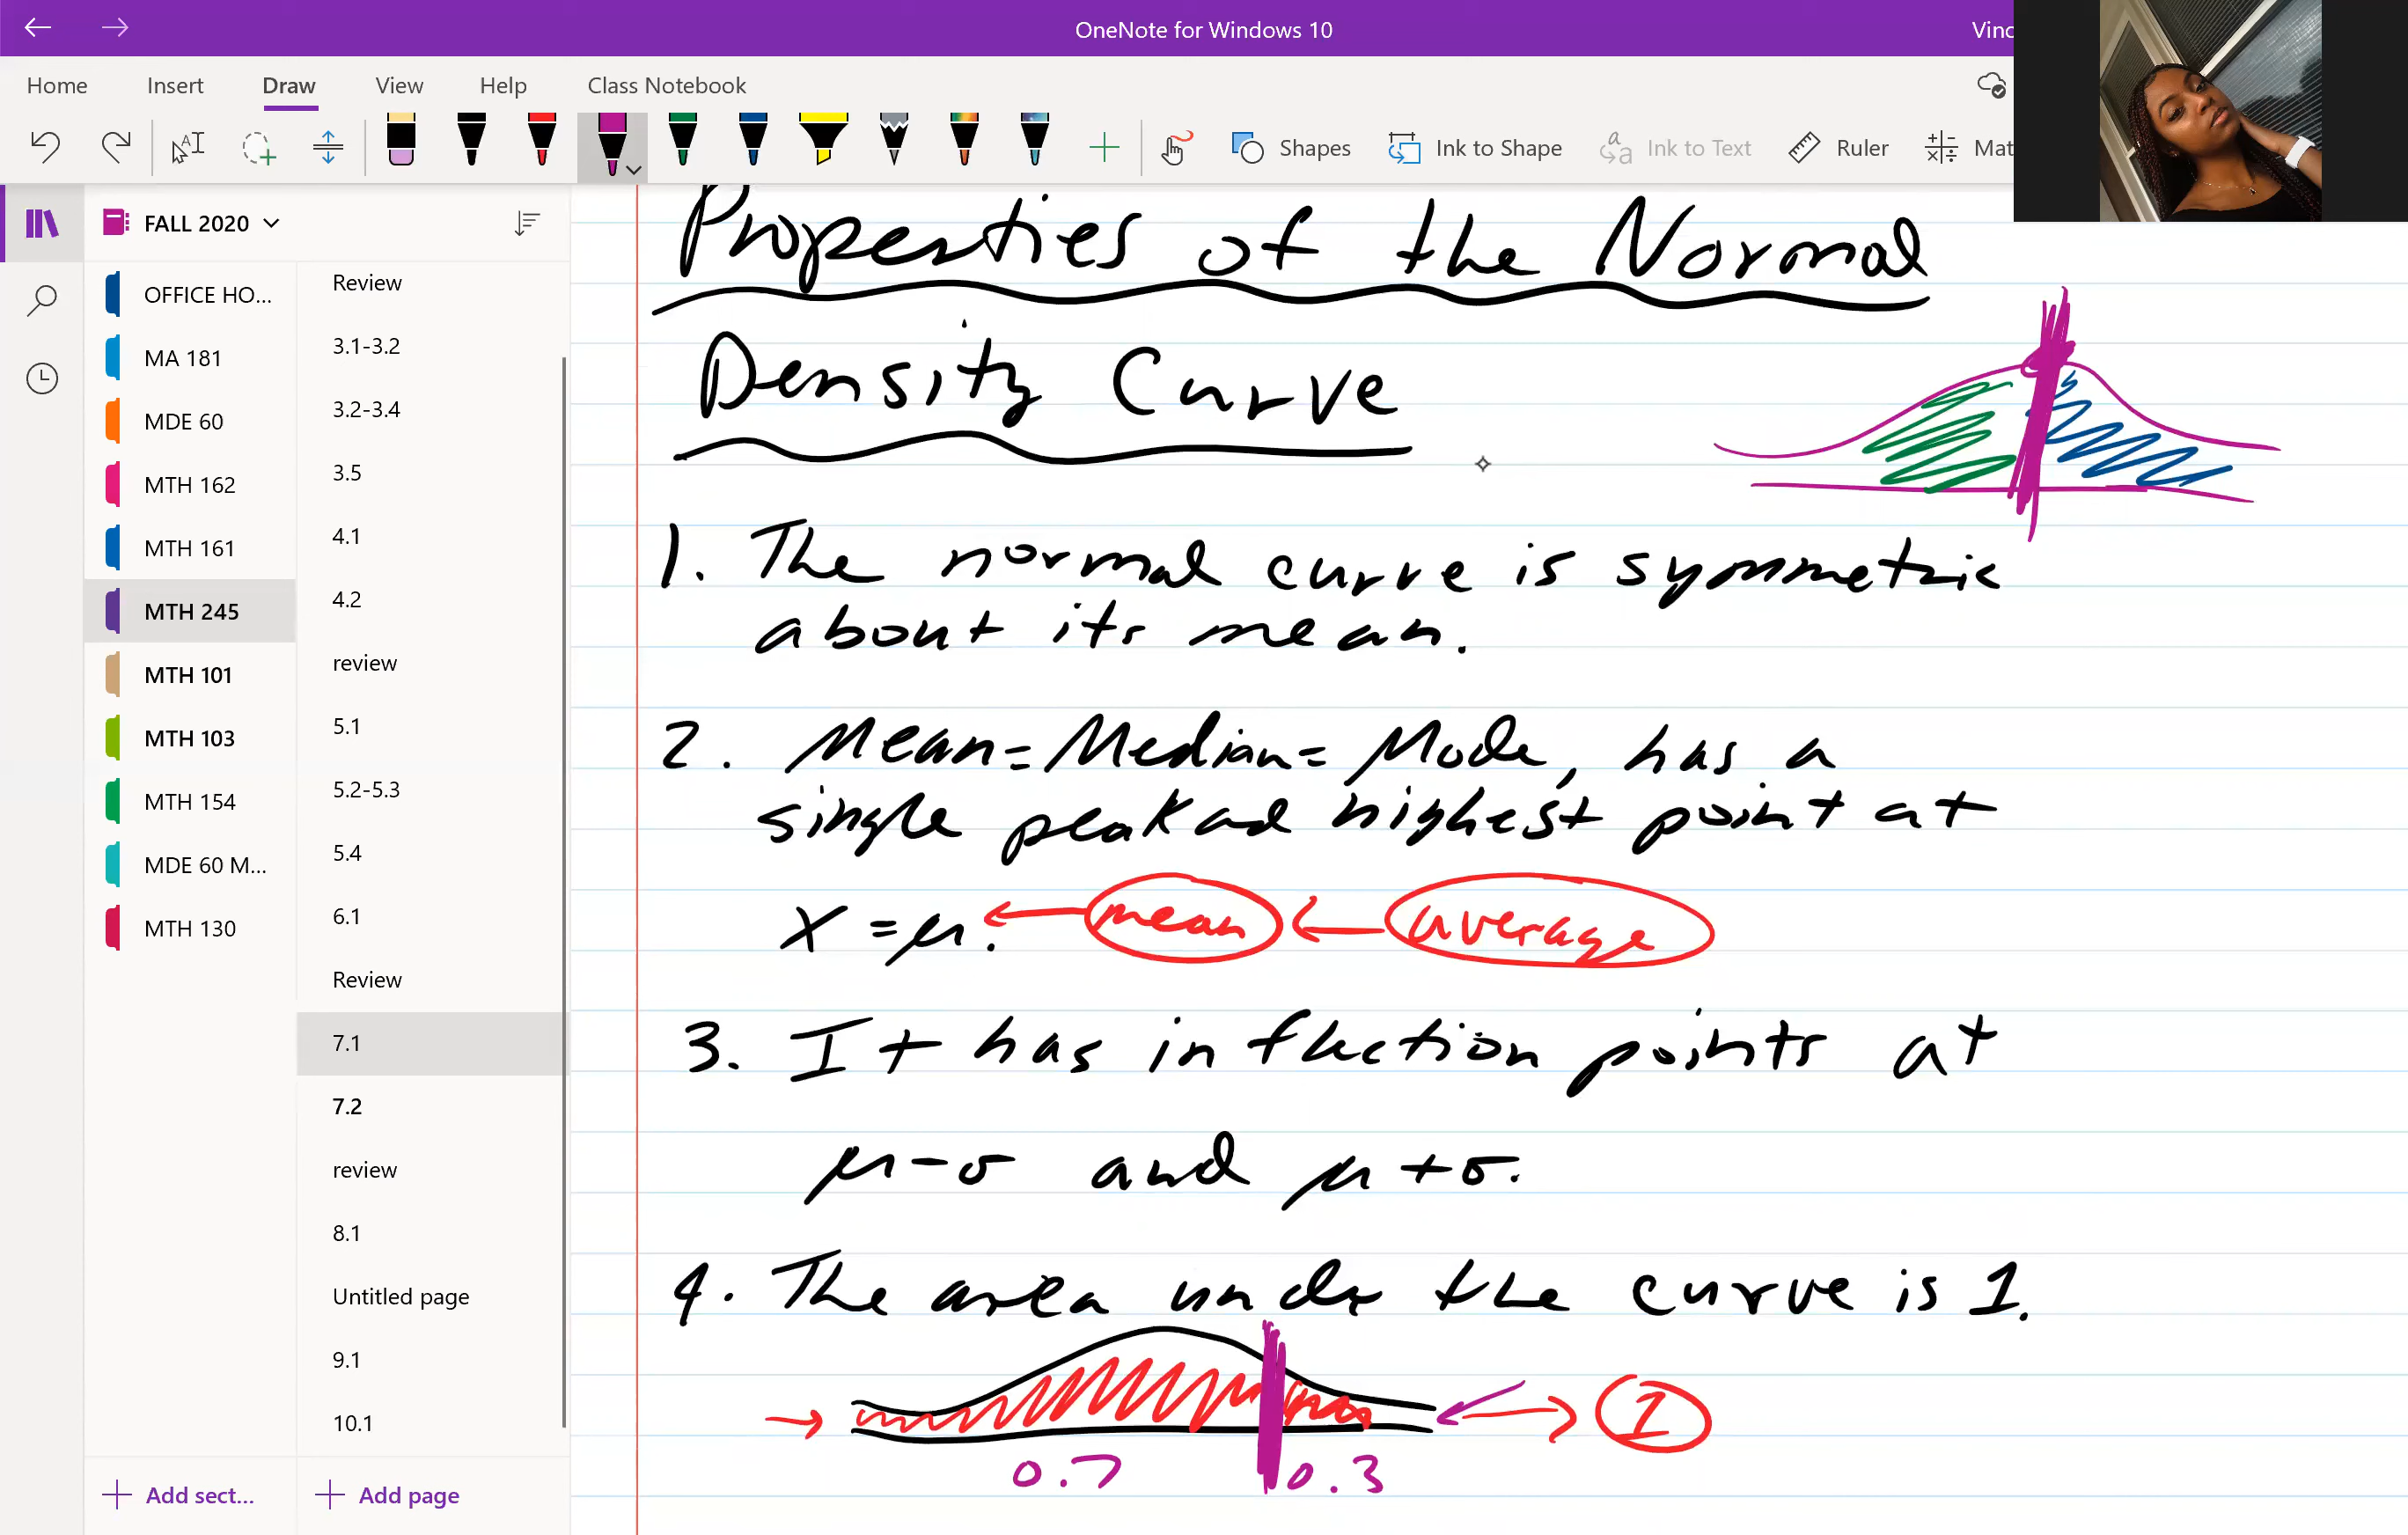 OneNote for Windows 10
Vinc
Home Insert Draw View Help Class Notebook
Shapes Ink to Shape Ink to Text Ruler Mat
FALL 2020
OFFICE HO...
MA 181
MDE 60
MTH 162
MTH 161
MTH 245
MTH 101
MTH 103
MTH 154
MDE 60 M...
MTH 130
Add sect...
Review
3.1-3.2
3.2-3.4
3.5
4.1
4.2
review
5.1
5.2-5.3
5.4
6.1
Review
7.1
7.2
review
8.1
Untitled page
9.1
10.1
Add page
Properties of the Normal
Density Curve
1. The normal curve is symmetric
about its mean.
2. Mean = Median = Mode, has a
single peak and highest point at
X = μ. ← mean ← average
3. It has inflection points at
μ - σ and μ + σ.
4. The area under the curve is 1.
1
0.7 0.3